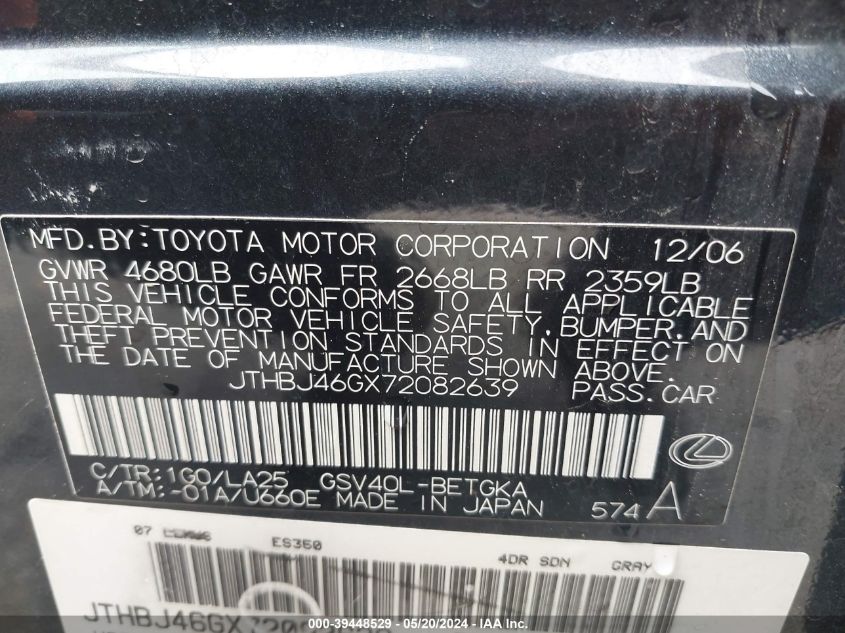 MFD.BY:TOYOTA MOTOR CORPORATION 12/06
GVWR 4680LB GAWR FR 2668LB RR 2359LB
THIS VEHICLE CONFORMS TO ALL APPLICABLE
FEDERAL MOTOR VEHICLE SAFETY,BUMPER,AND
THEFT PREVENTION STANDARDS IN EFFECT ON
THE DATE OF MANUFACTURE SHOWN ABOVE.
JTHBJ46GX72082639 PASS.CAR
C/TR:1G0/LA25 GSV40L-BETGKA
A/TM:-01A/U660E MADE IN JAPAN 574A
07 ES350 4DR SDN GRAY
JTHBJ46GX
000-39448529 - 05/20/2024 - IAA, Inc.